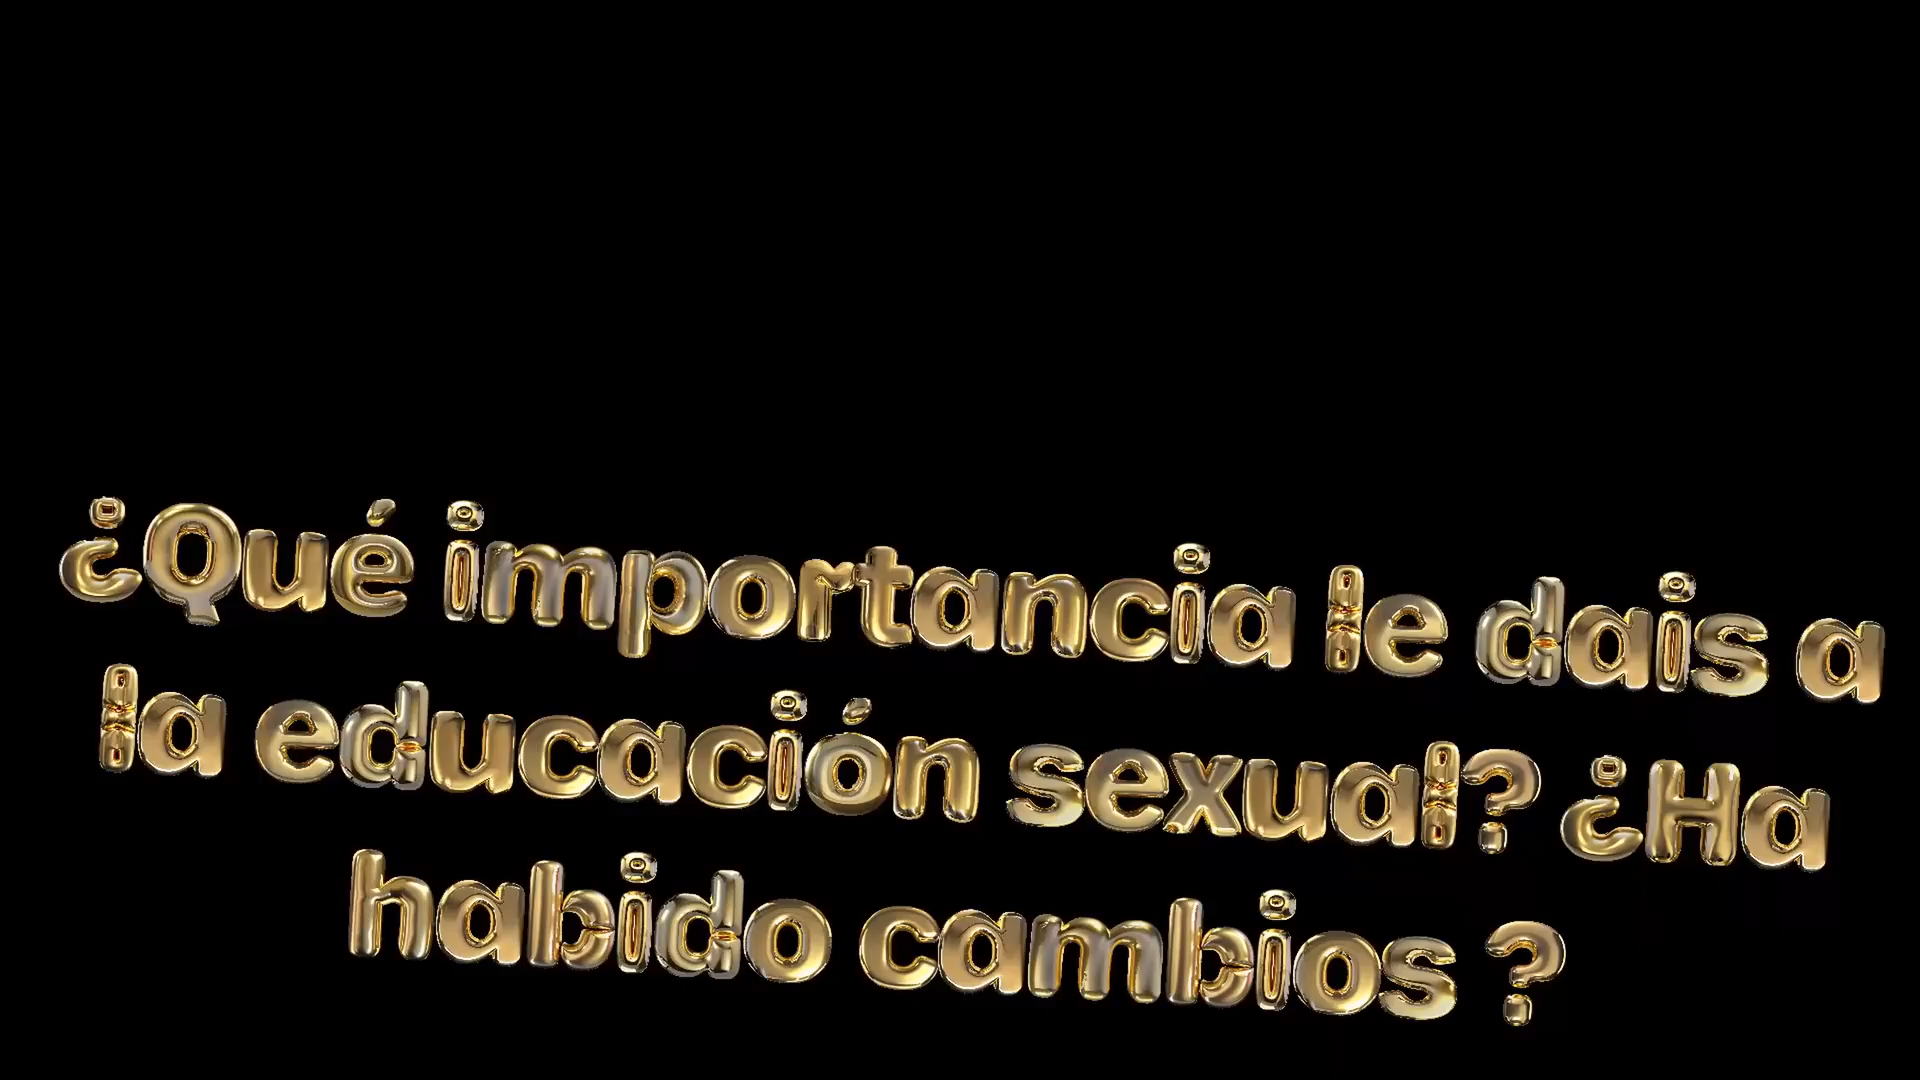 ¿Qué importancia le dais a
la educación sexual? ¿Ha
habido cambios ?